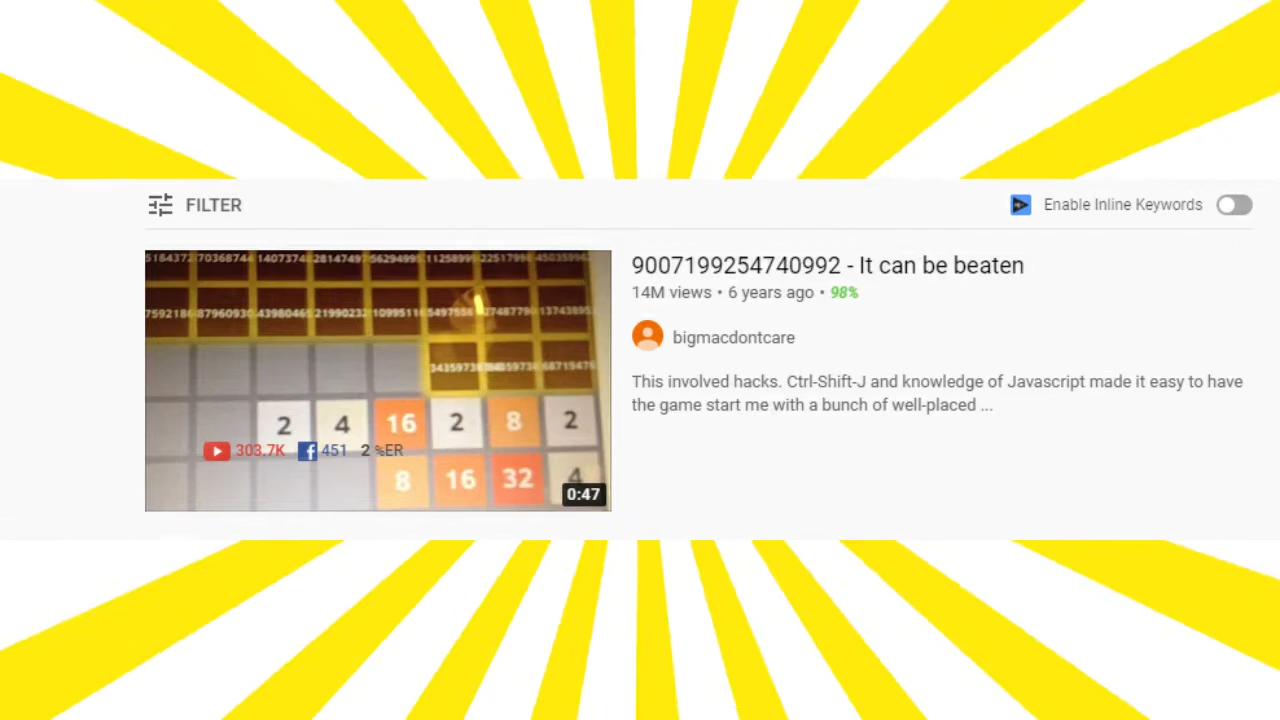 FILTER
Enable Inline Keywords
9007199254740992 - It can be beaten
14M views • 6 years ago • 98%
bigmacdontcare
This involved hacks. Ctrl-Shift-J and knowledge of Javascript made it easy to have
the game start me with a bunch of well-placed ...
2 4 16 2 8 2
303.7K 451 2 %ER
8 16 32 4
0:47